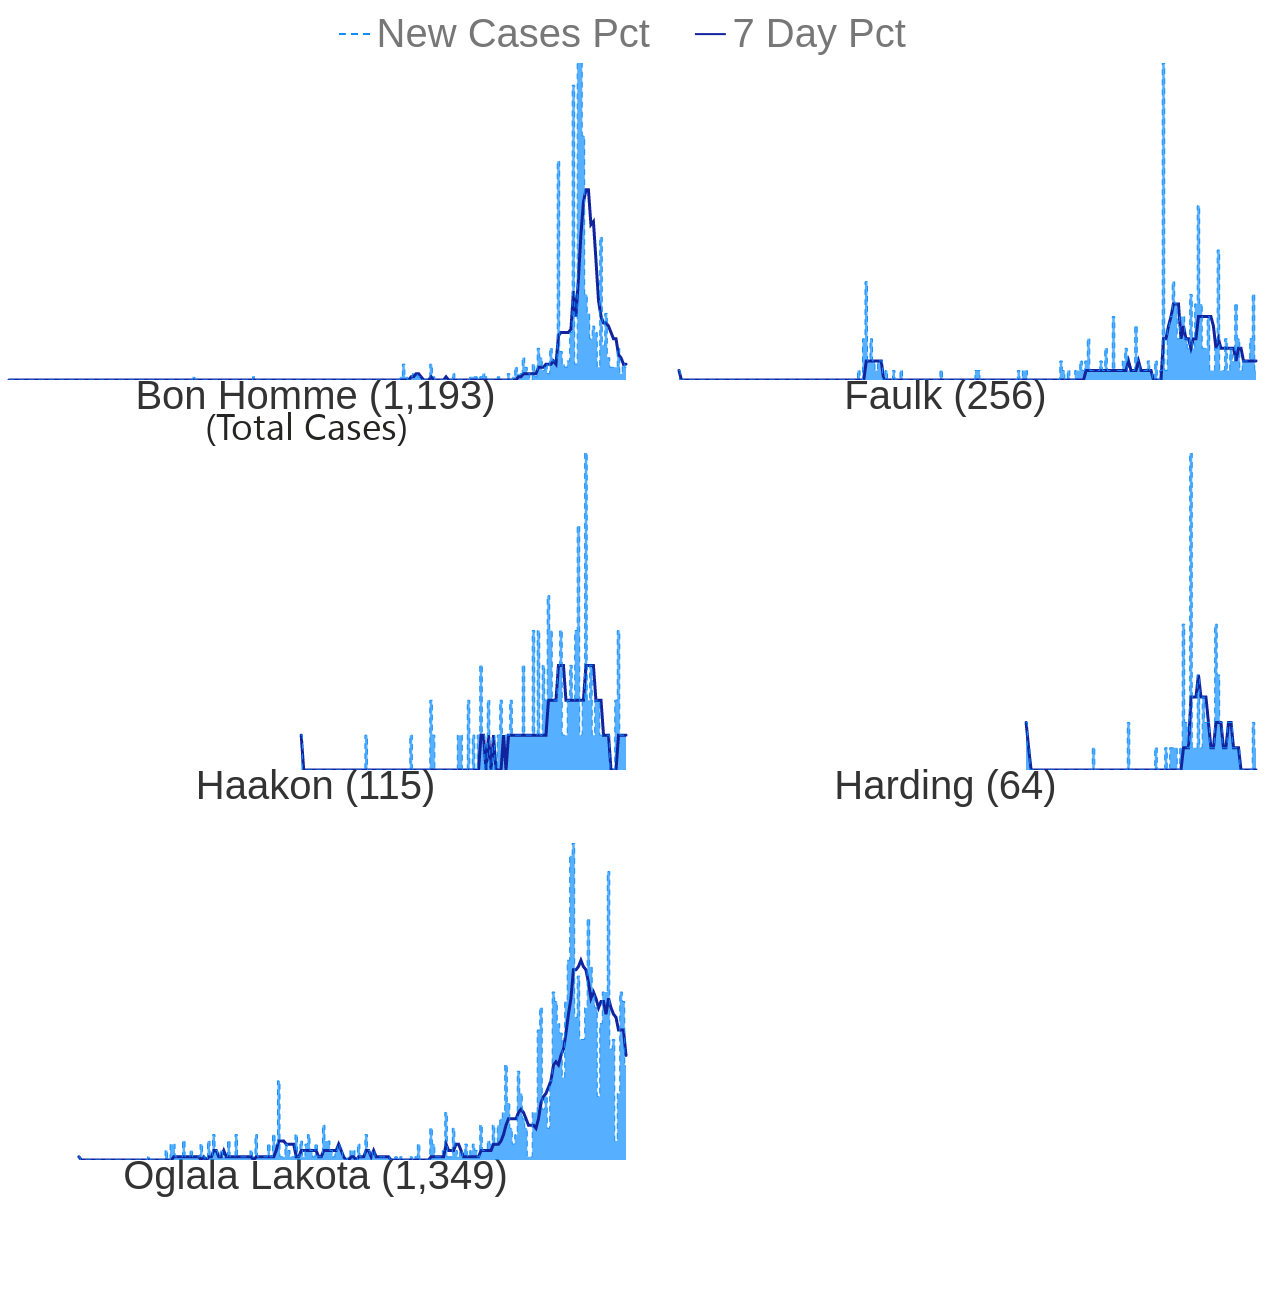 New Cases Pct 7 Day Pct
Bon Homme (1,193) Faulk (256)
(Total Cases)
Haakon (115) Harding (64)
Oglala Lakota (1,349)